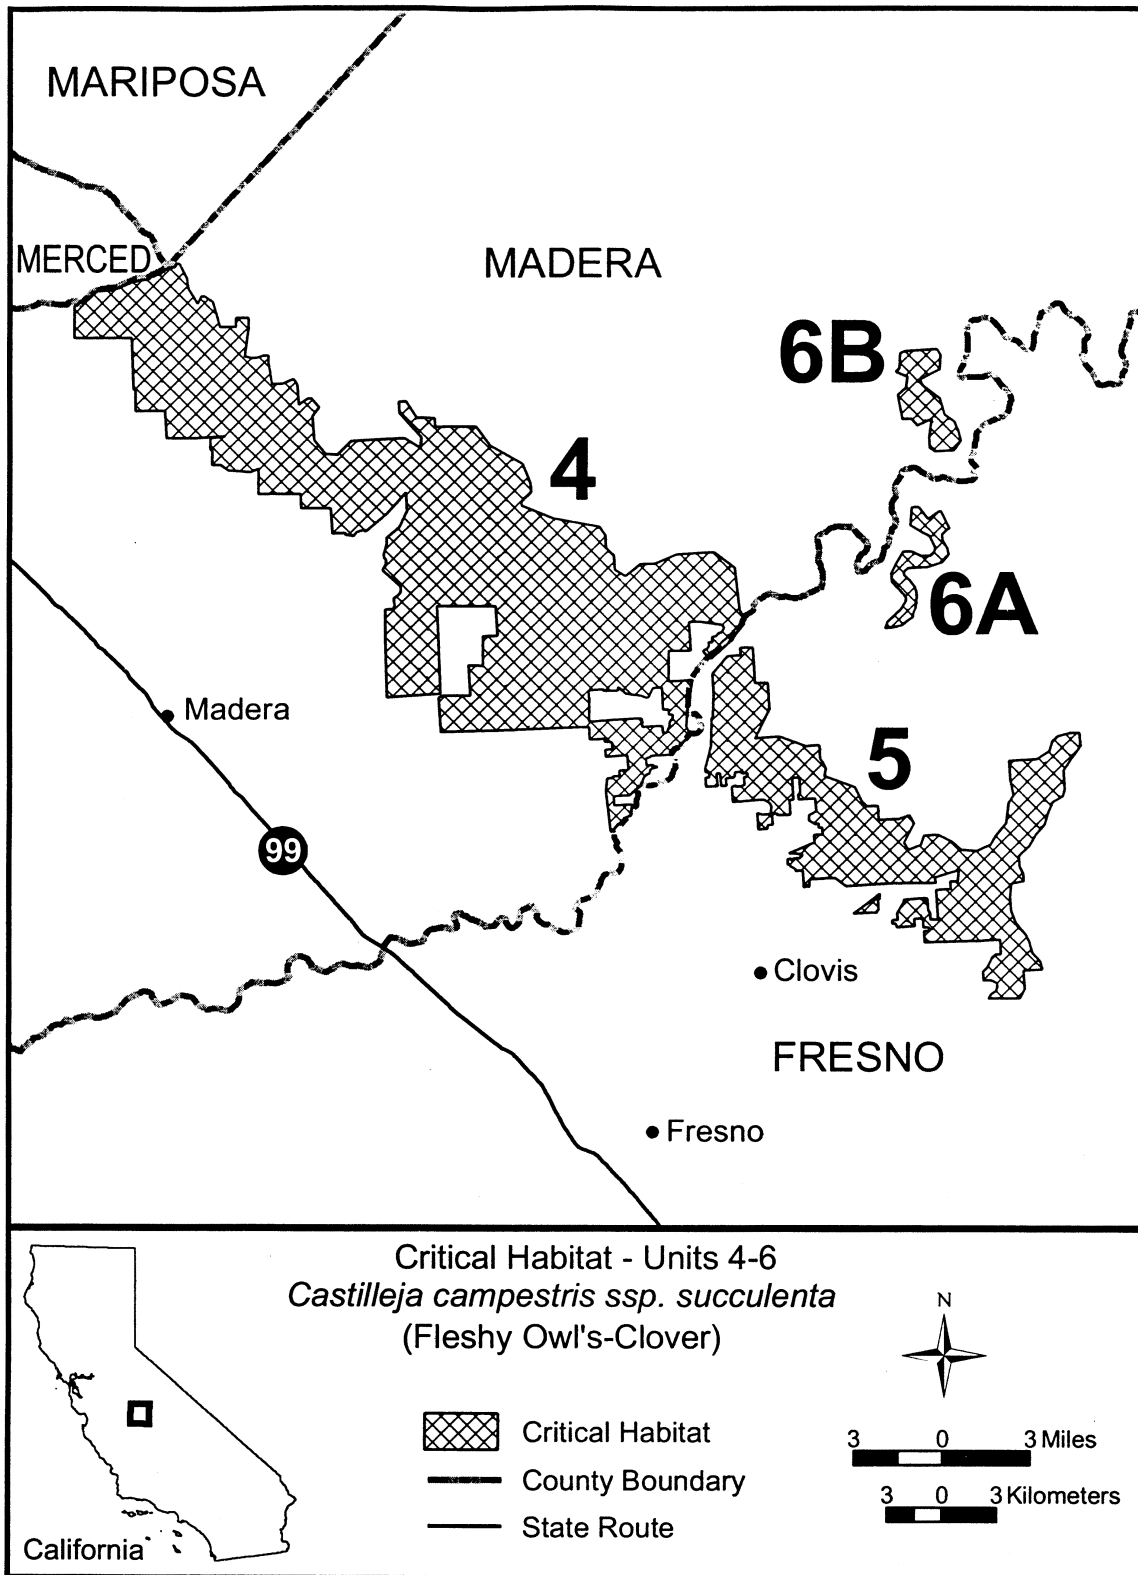 MARIPOSA
MERCED
MADERA
6B
4
6A
Madera
5
99
Clovis
FRESNO
Fresno
Critical Habitat - Units 4-6
Castilleja campestris ssp. succulenta
(Fleshy Owl's-Clover)
N
Critical Habitat
County Boundary
State Route
3 0 3 Miles
3 0 3 Kilometers
California